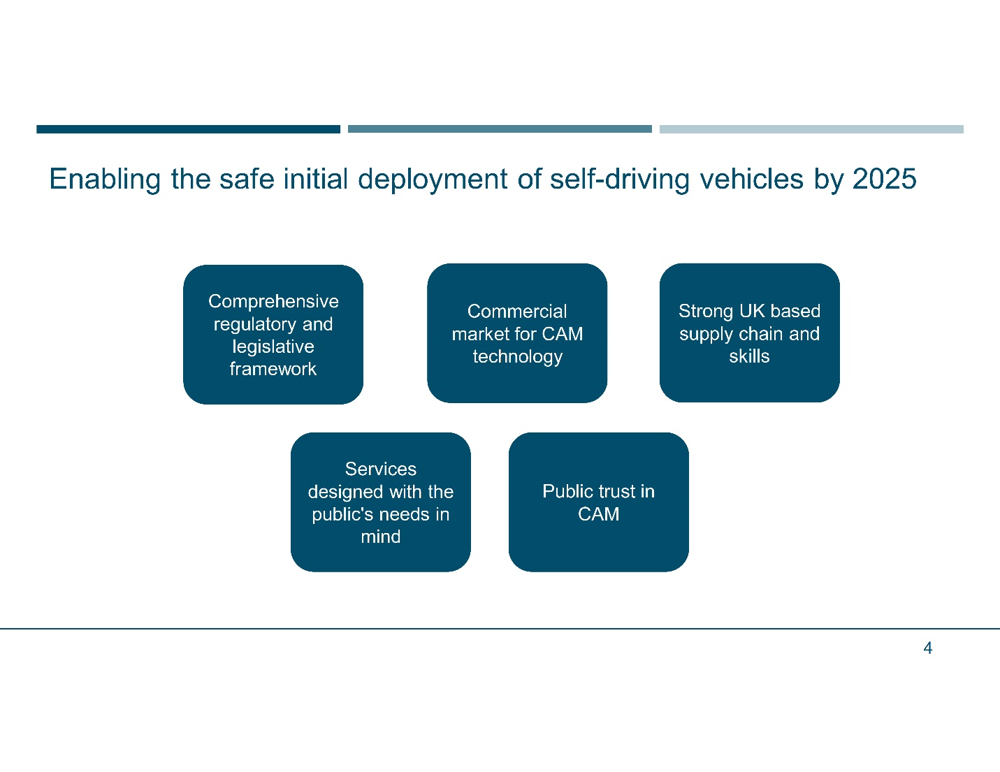 Enabling the safe initial deployment of self-driving vehicles by 2025
Comprehensive
regulatory and
legislative
framework
Commercial
market for CAM
technology
Strong UK based
supply chain and
skills
Services
designed with the
public's needs in
mind
Public trust in
CAM
4